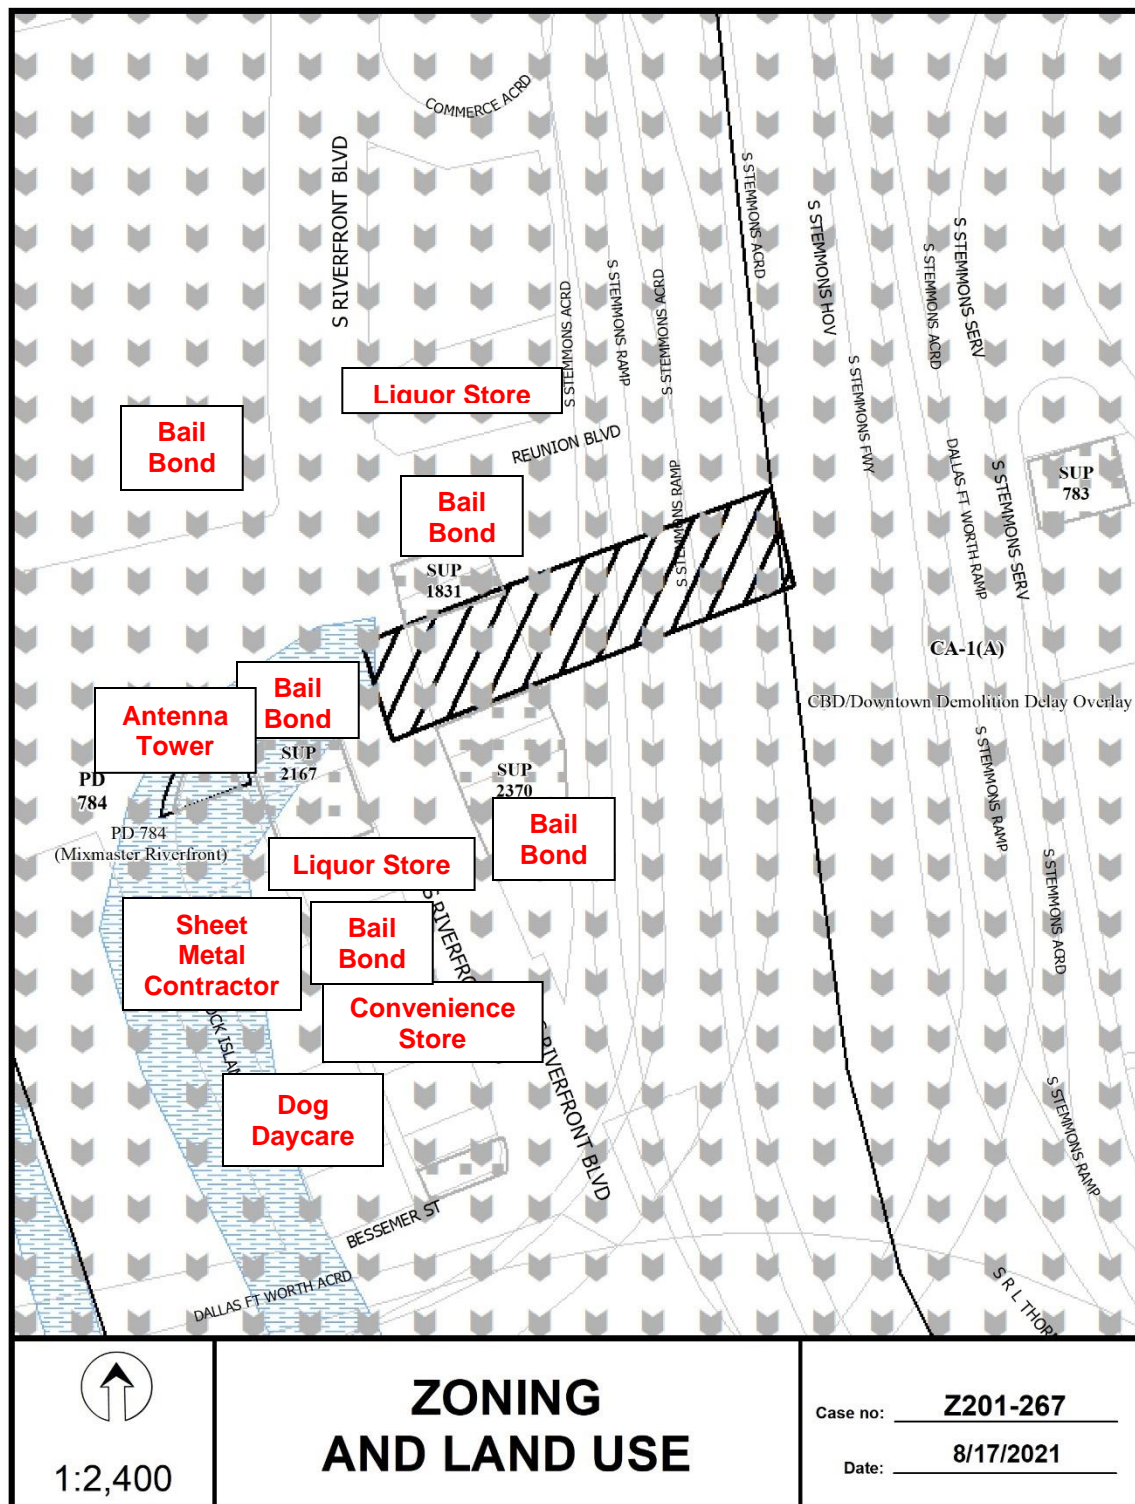 COMMERCE ACRD
S RIVERFRONT BLVD
S STEMMONS ACRD
S STEMMONS HOV
S STEMMONS SERV
S STEMMONS ACRD
S STEMMONS ACRD
S STEMMONS RAMP
S STEMMONS ACRD
S STEMMONS FWY
Liquor Store
Bail
Bond
REUNION BLVD
DALLAS FT WORTH RAMP
S STEMMONS SERV
SUP
783
S STEMMONS RAMP
Bail
Bond
SUP
1831
CA-1(A)
CBD/Downtown Demolition Delay Overlay
Bail
Bond
Antenna
Tower
SUP
2167
PD
784
PD 784
(Mixmaster Riverfront)
SUP
2370
Bail
Bond
S STEMMONS RAMP
S STEMMONS ACRD
Liquor Store
S RIVERFRO
Sheet
Metal
Contractor
Bail
Bond
Convenience
Store
OCK ISLAN
S RIVERFRONT BLVD
Dog
Daycare
S STEMMONS RAMP
BESSEMER ST
DALLAS FT WORTH ACRD
S R L THOR
1:2,400
ZONING
AND LAND USE
Case no: Z201-267
Date: 8/17/2021